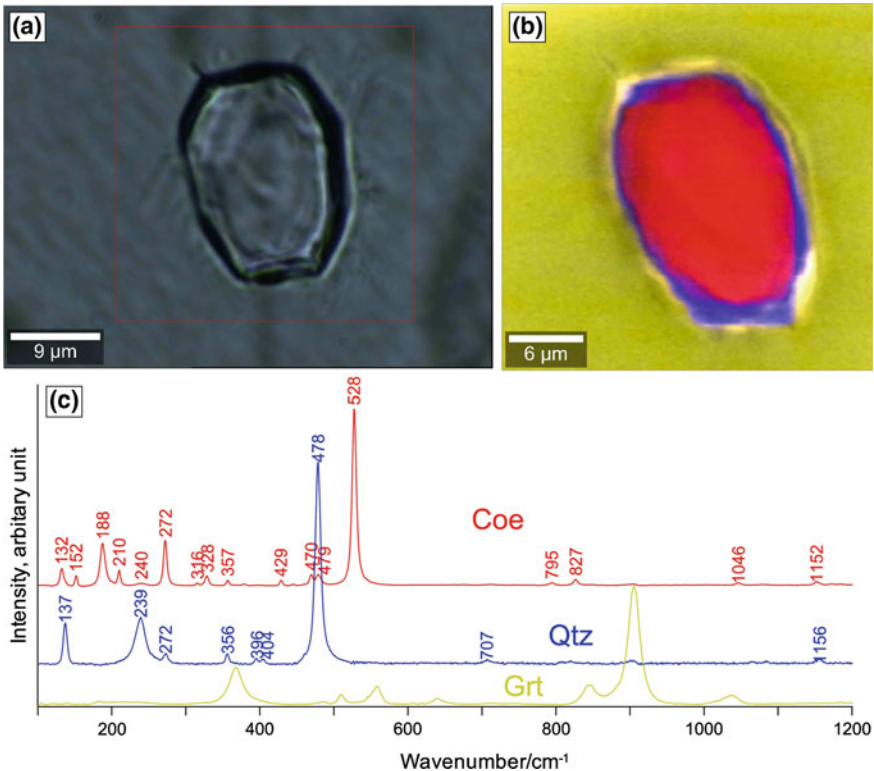 (a)
9 µm
(b)
6 µm
(c)
Intensity, arbitary unit
Coe
132
152
188
210
240
272
316
328
357
429
470
479
528
795
827
1046
1152
Qtz
137
239
272
356
396
404
478
707
1156
Grt
200 400 600 800 1000 1200
Wavenumber/cm⁻¹